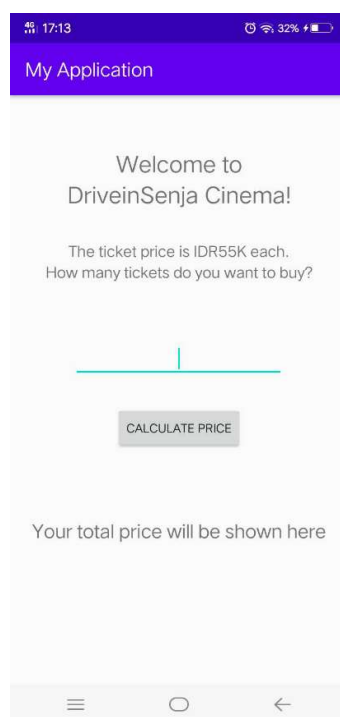 4G 17:13 32%
My Application
Welcome to
DriveinSenja Cinema!
The ticket price is IDR55K each.
How many tickets do you want to buy?
CALCULATE PRICE
Your total price will be shown here